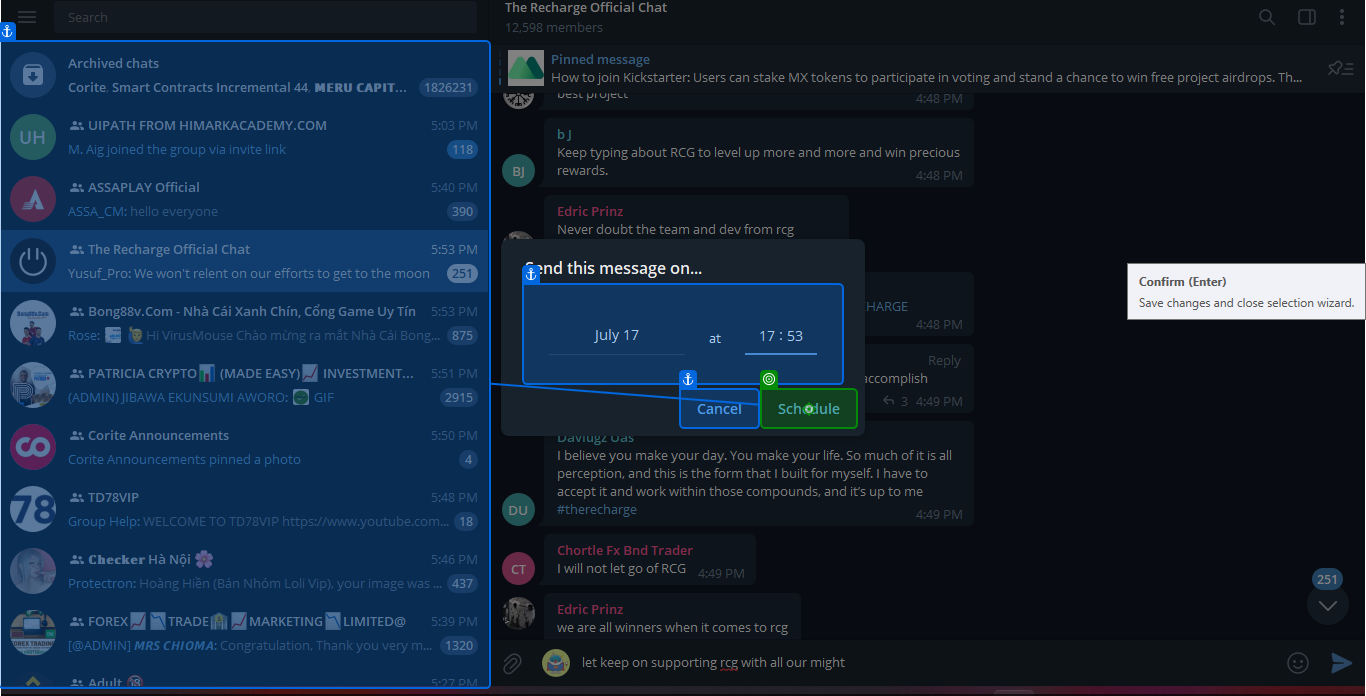 Search
Archived chats
Corite, Smart Contracts Incremental 44, MERU CAPIT...
1826231
UH
UIPATH FROM HIMARKACADEMY.COM
5:03 PM
M. Aig joined the group via invite link
118
ASSAPLAY Official
5:40 PM
ASSA_CM: hello everyone
390
The Recharge Official Chat
5:53 PM
Yusuf_Pro: We won't relent on our efforts to get to the moon
251
Bong88v.Com - Nhà Cái Xanh Chín, Cổng Game Uy Tín
5:53 PM
Rose: Hi VirusMouse Chào mừng ra mắt Nhà Cái Bong...
875
PATRICIA CRYPTO📊 (MADE EASY)📈 INVESTMENT...
5:51 PM
(ADMIN) JIBAWA EKUNSUMI AWORO: GIF
2915
Corite Announcements
5:50 PM
Corite Announcements pinned a photo
4
78
TD78VIP
5:48 PM
Group Help: WELCOME TO TD78VIP https://www.youtube.com...
18
Checker Hà Nội 🌸
5:46 PM
Protectron: Hoàng Hiền (Bán Nhóm Loli Vip), your image was ...
437
FOREX📈📉TRADE🏦📈MARKETING📉LIMITED@
5:39 PM
[@ADMIN] MRS CHIOMA: Congratulation, Thank you very m...
1320
Adult 🔞
5:27 PM
The Recharge Official Chat
12,598 members
Pinned message
How to join Kickstarter: Users can stake MX tokens to participate in voting and stand a chance to win free project airdrops. Th...
best project
4:48 PM
BJ
b J
Keep typing about RCG to level up more and more and win precious
rewards.
4:48 PM
Edric Prinz
Never doubt the team and dev from rcg
CHARGE
4:48 PM
Reply
accomplish
3 4:49 PM
Send this message on...
July 17
at
17 : 53
Cancel
Schedule
Confirm (Enter)
Save changes and close selection wizard.
DU
Davfugz Uas
I believe you make your day. You make your life. So much of it is all
perception, and this is the form that I built for myself. I have to
accept it and work within those compounds, and it's up to me
#therecharge
4:49 PM
CT
Chortle Fx Bnd Trader
I will not let go of RCG
4:49 PM
Edric Prinz
we are all winners when it comes to rcg
251
let keep on supporting rcg with all our might